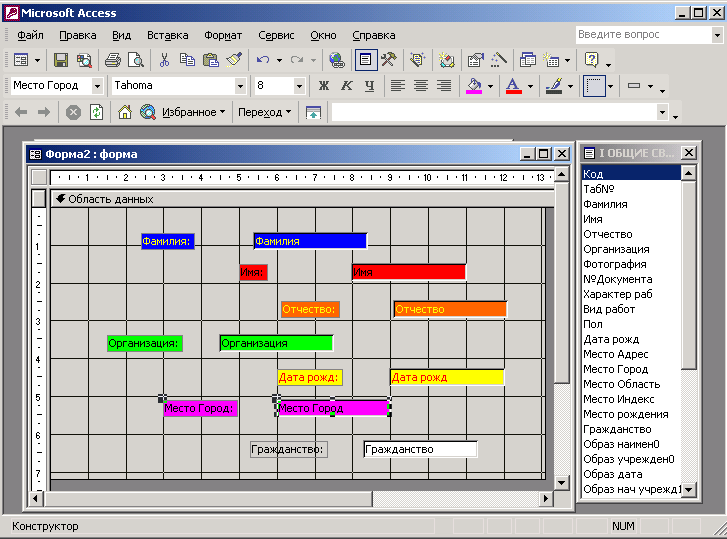 Microsoft Access
Файл Правка Вид Вставка Формат Сервис Окно Справка Введите вопрос
Место Город Tahoma 8 Ж К Ч
Избранное Переход
Форма2 : форма
1 2 3 4 5 6 7 8 9 10 11 12 13
Область данных
1
2
3
4
5
6
7
Фамилия: Фамилия
Имя: Имя
Отчество: Отчество
Организация: Организация
Дата рожд: Дата рожд
Место Город: Место Город
Гражданство: Гражданство
I ОБЩИЕ СВ...
Код
Таб№
Фамилия
Имя
Отчество
Организация
Фотография
№Документа
Характер раб
Вид работ
Пол
Дата рожд
Место Адрес
Место Город
Место Область
Место Индекс
Место рождения
Гражданство
Образ наимен0
Образ учрежден0
Образ дата
Образ нач учрежд1
Конструктор NUM